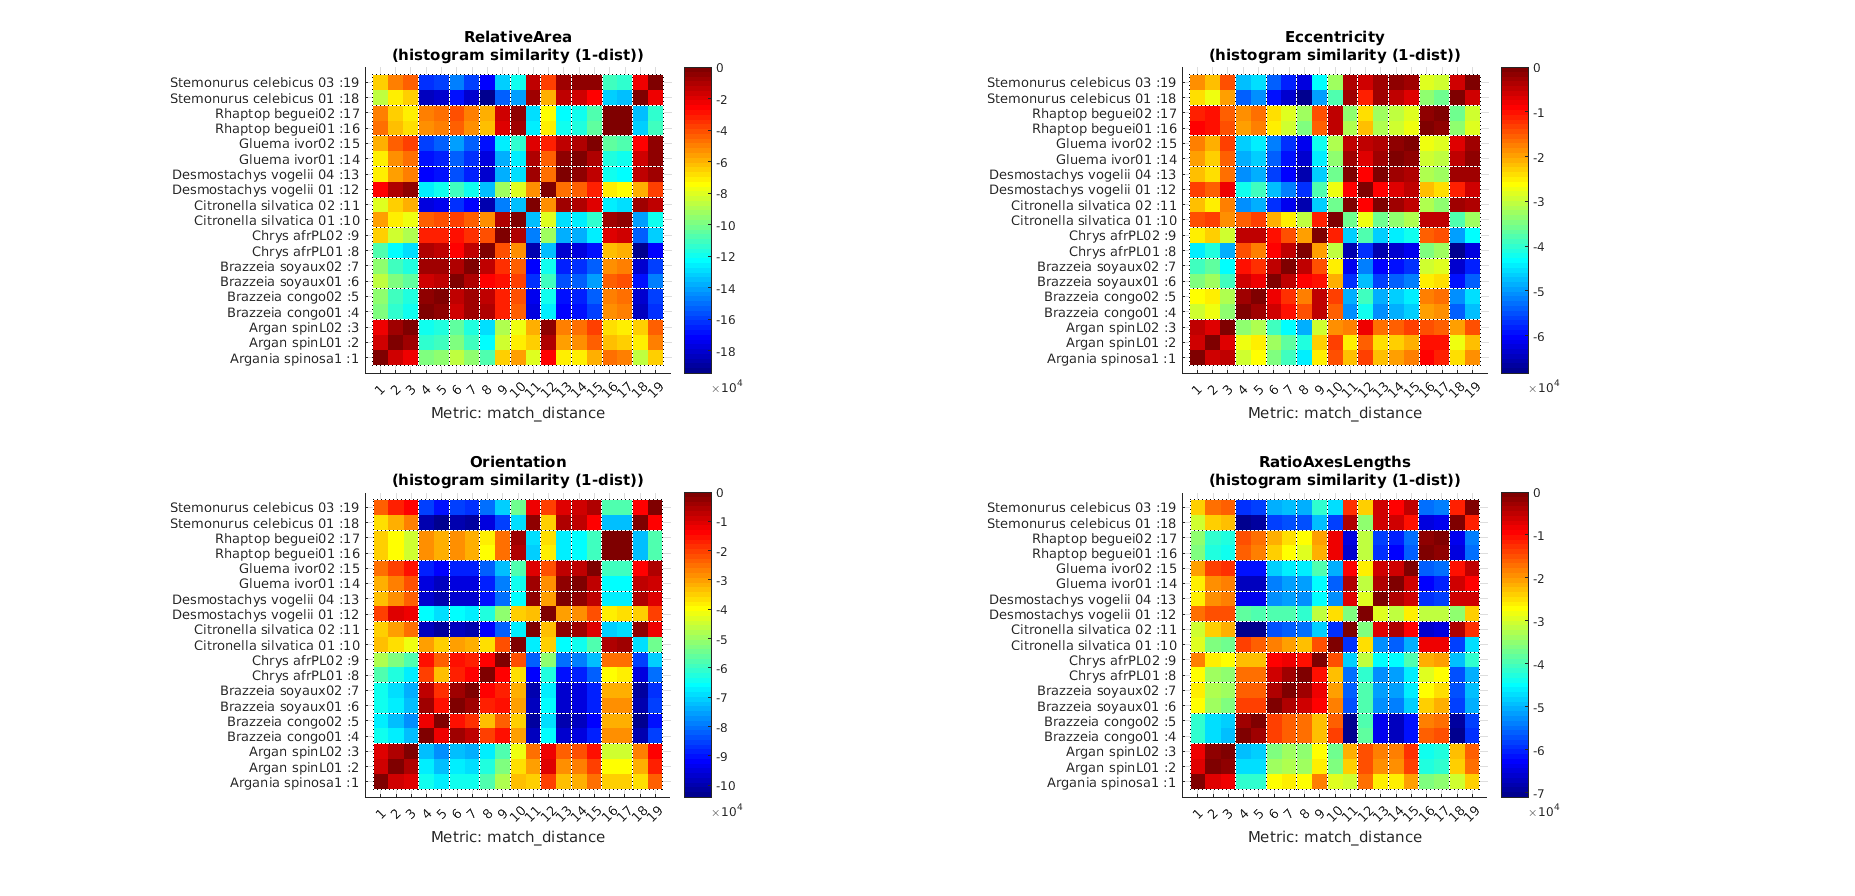 RelativeArea
(histogram similarity (1-dist))
Stemonurus celebicus 03 :19
Stemonurus celebicus 01 :18
Rhaptop beguei02 :17
Rhaptop beguei01 :16
Gluema ivor02 :15
Gluema ivor01 :14
Desmostachys vogelii 04 :13
Desmostachys vogelii 01 :12
Citronella silvatica 02 :11
Citronella silvatica 01 :10
Chrys afrPL02 :9
Chrys afrPL01 :8
Brazzeia soyaux02 :7
Brazzeia soyaux01 :6
Brazzeia congo02 :5
Brazzeia congo01 :4
Argan spinL02 :3
Argan spinL01 :2
Argania spinosa1 :1
1 2 3 4 5 6 7 8 9 10 11 12 13 14 15 16 17 18 19
Metric: match_distance
0
-2
-4
-6
-8
-10
-12
-14
-16
-18
×10⁴
Eccentricity
(histogram similarity (1-dist))
Stemonurus celebicus 03 :19
Stemonurus celebicus 01 :18
Rhaptop beguei02 :17
Rhaptop beguei01 :16
Gluema ivor02 :15
Gluema ivor01 :14
Desmostachys vogelii 04 :13
Desmostachys vogelii 01 :12
Citronella silvatica 02 :11
Citronella silvatica 01 :10
Chrys afrPL02 :9
Chrys afrPL01 :8
Brazzeia soyaux02 :7
Brazzeia soyaux01 :6
Brazzeia congo02 :5
Brazzeia congo01 :4
Argan spinL02 :3
Argan spinL01 :2
Argania spinosa1 :1
1 2 3 4 5 6 7 8 9 10 11 12 13 14 15 16 17 18 19
Metric: match_distance
0
-1
-2
-3
-4
-5
-6
×10⁴
Orientation
(histogram similarity (1-dist))
Stemonurus celebicus 03 :19
Stemonurus celebicus 01 :18
Rhaptop beguei02 :17
Rhaptop beguei01 :16
Gluema ivor02 :15
Gluema ivor01 :14
Desmostachys vogelii 04 :13
Desmostachys vogelii 01 :12
Citronella silvatica 02 :11
Citronella silvatica 01 :10
Chrys afrPL02 :9
Chrys afrPL01 :8
Brazzeia soyaux02 :7
Brazzeia soyaux01 :6
Brazzeia congo02 :5
Brazzeia congo01 :4
Argan spinL02 :3
Argan spinL01 :2
Argania spinosa1 :1
1 2 3 4 5 6 7 8 9 10 11 12 13 14 15 16 17 18 19
Metric: match_distance
0
-1
-2
-3
-4
-5
-6
-7
-8
-9
-10
×10⁴
RatioAxesLengths
(histogram similarity (1-dist))
Stemonurus celebicus 03 :19
Stemonurus celebicus 01 :18
Rhaptop beguei02 :17
Rhaptop beguei01 :16
Gluema ivor02 :15
Gluema ivor01 :14
Desmostachys vogelii 04 :13
Desmostachys vogelii 01 :12
Citronella silvatica 02 :11
Citronella silvatica 01 :10
Chrys afrPL02 :9
Chrys afrPL01 :8
Brazzeia soyaux02 :7
Brazzeia soyaux01 :6
Brazzeia congo02 :5
Brazzeia congo01 :4
Argan spinL02 :3
Argan spinL01 :2
Argania spinosa1 :1
1 2 3 4 5 6 7 8 9 10 11 12 13 14 15 16 17 18 19
Metric: match_distance
0
-1
-2
-3
-4
-5
-6
-7
×10⁴